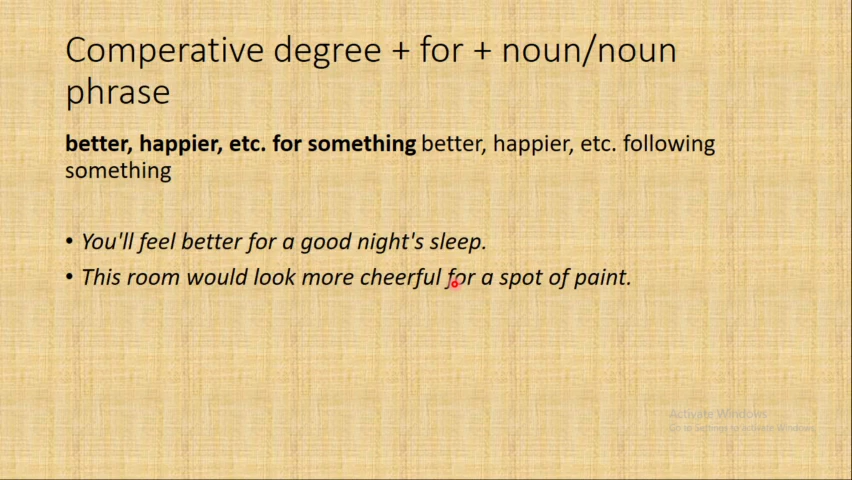 Comperative degree + for + noun/noun
phrase
better, happier, etc. for something better, happier, etc. following
something
• You'll feel better for a good night's sleep.
• This room would look more cheerful for a spot of paint.
Activate Windows
Go to Settings to activate Windows.